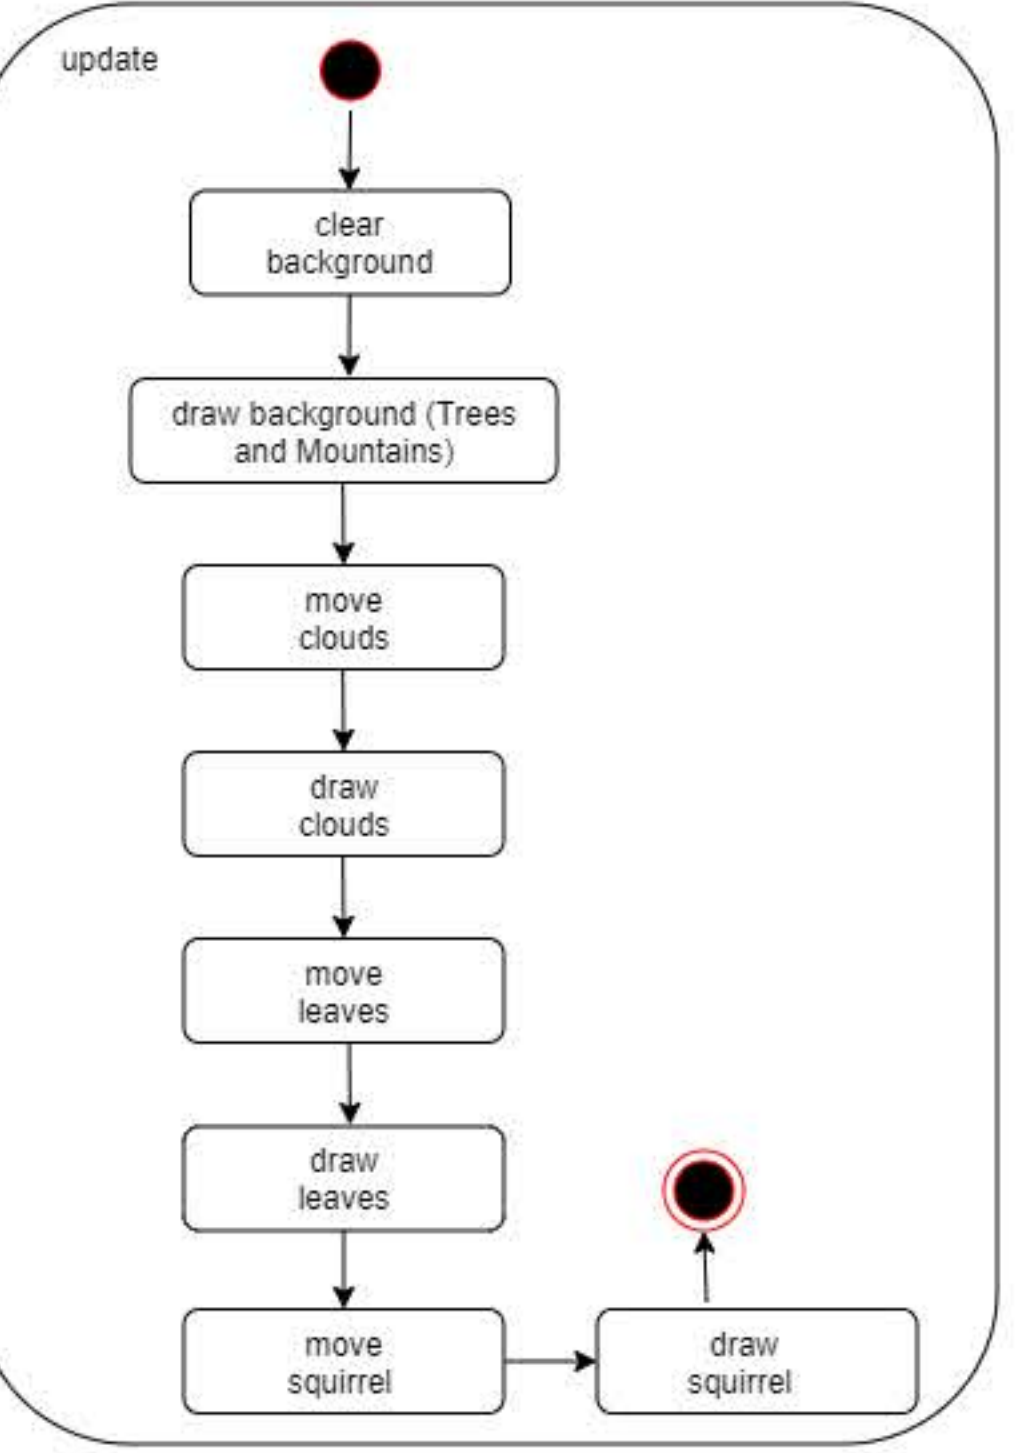 update
clear
background
draw background (Trees
and Mountains)
move
clouds
draw
clouds
move
leaves
draw
leaves
move
squirrel
draw
squirrel